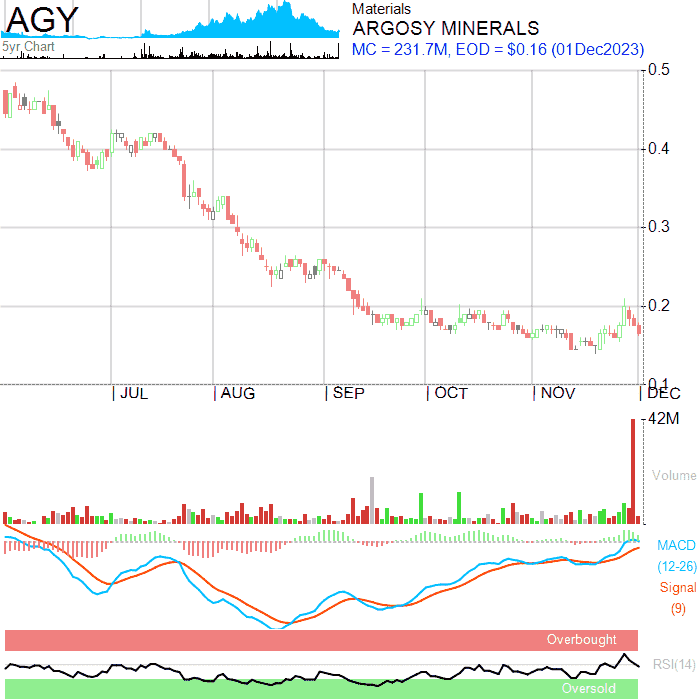 AGY
5yr Chart
Materials
ARGOSY MINERALS
MC = 231.7M, EOD = $0.16 (01Dec2023)
0.5
0.4
0.3
0.2
0.1
JUL
AUG
SEP
OCT
NOV
DEC
42M
Volume
MACD
(12-26)
Signal
(9)
Overbought
RSI(14)
Oversold